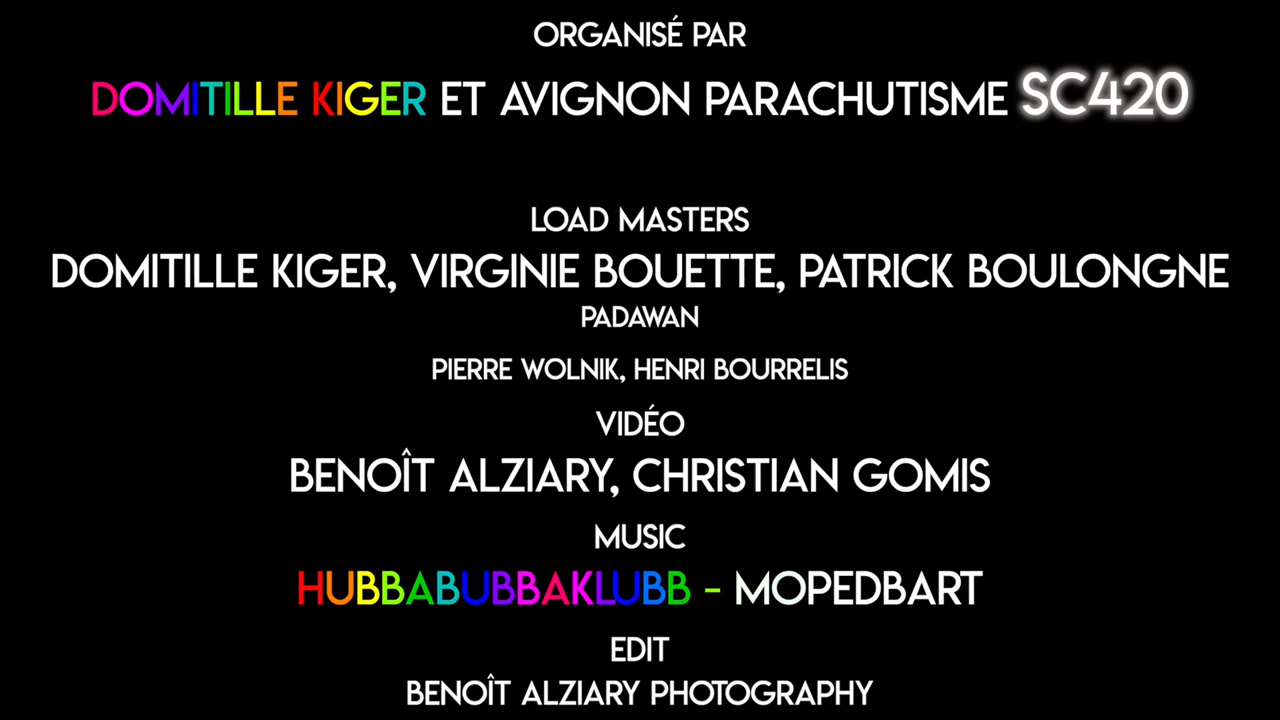 ORGANISÉ PAR
DOMITILLE KIGER ET AVIGNON PARACHUTISME SC420
LOAD MASTERS
DOMITILLE KIGER, VIRGINIE BOUETTE, PATRICK BOULONGNE
PADAWAN
PIERRE WOLNIK, HENRI BOURRELIS
VIDÉO
BENOÎT ALZIARY, CHRISTIAN GOMIS
MUSIC
HUBBABUBBAKLUBB - MOPEDBART
EDIT
BENOÎT ALZIARY PHOTOGRAPHY